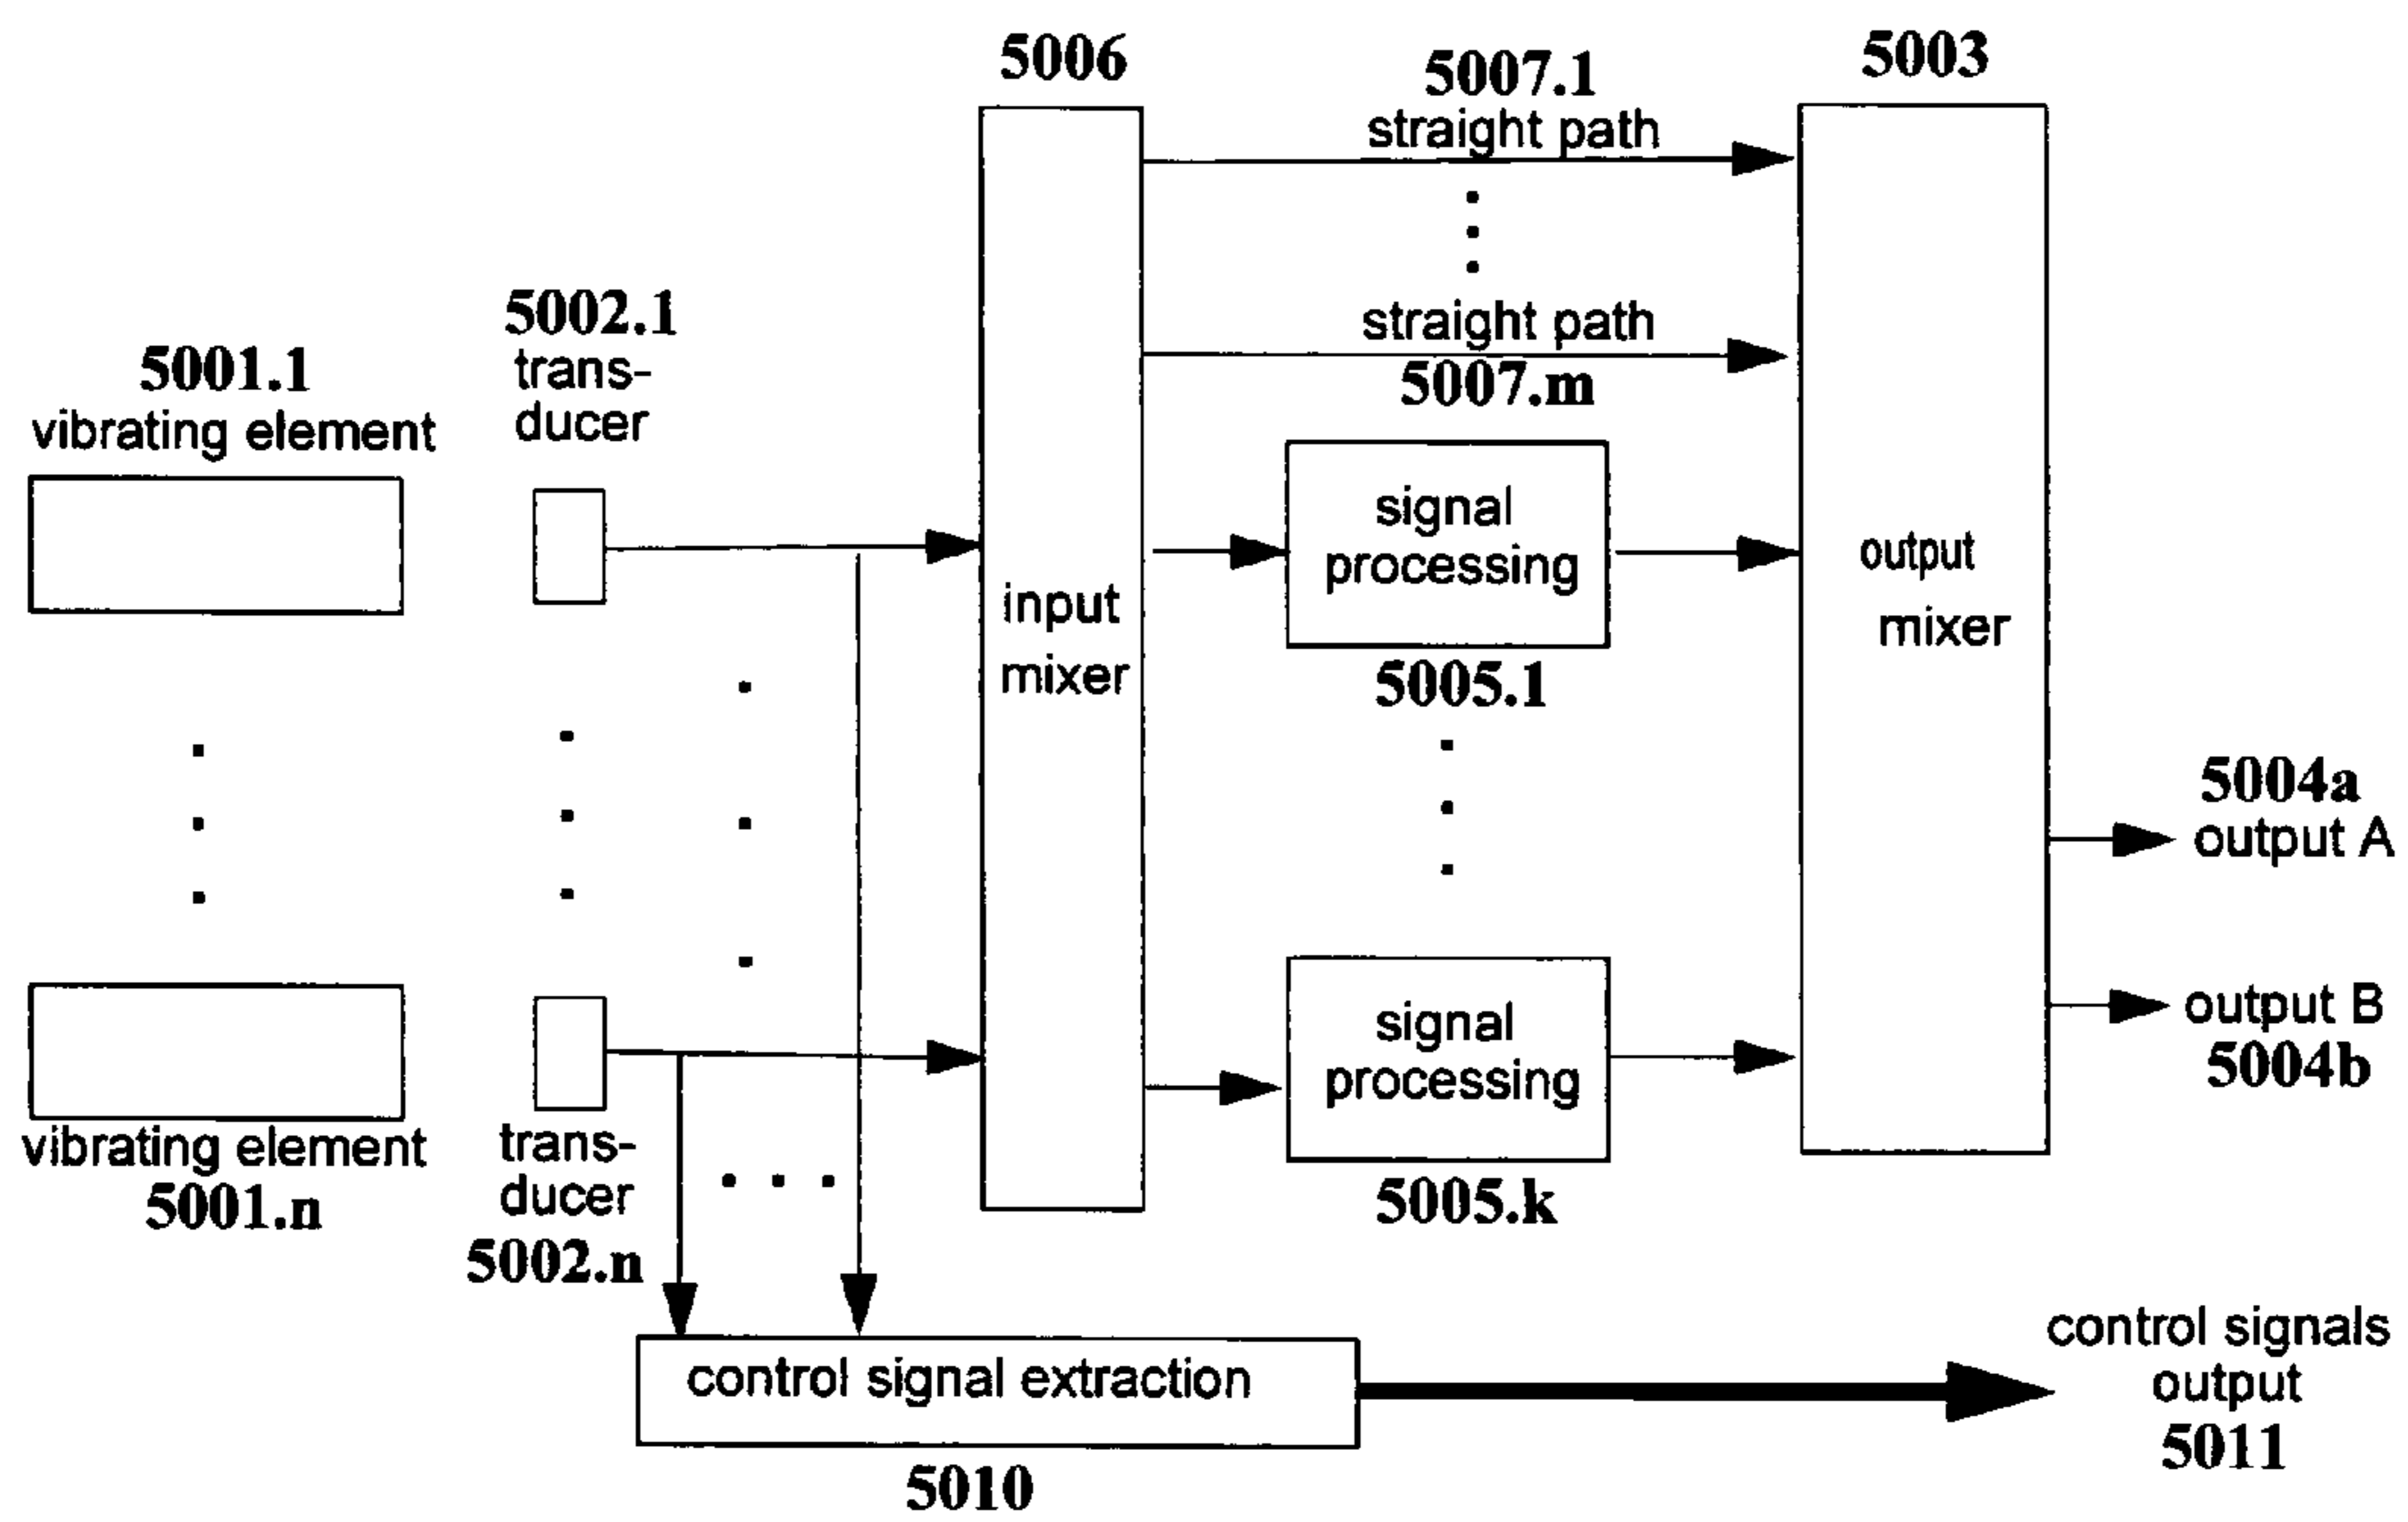 5006
5007.1
straight path
5003
straight path
5007.m
5001.1
vibrating element
5002.1
trans-
ducer
input
mixer
signal
processing
5005.1
output
mixer
5004a
output A
output B
5004b
signal
processing
5005.k
vibrating element
5001.n
trans-
ducer
5002.n
control signal extraction
5010
control signals
output
5011